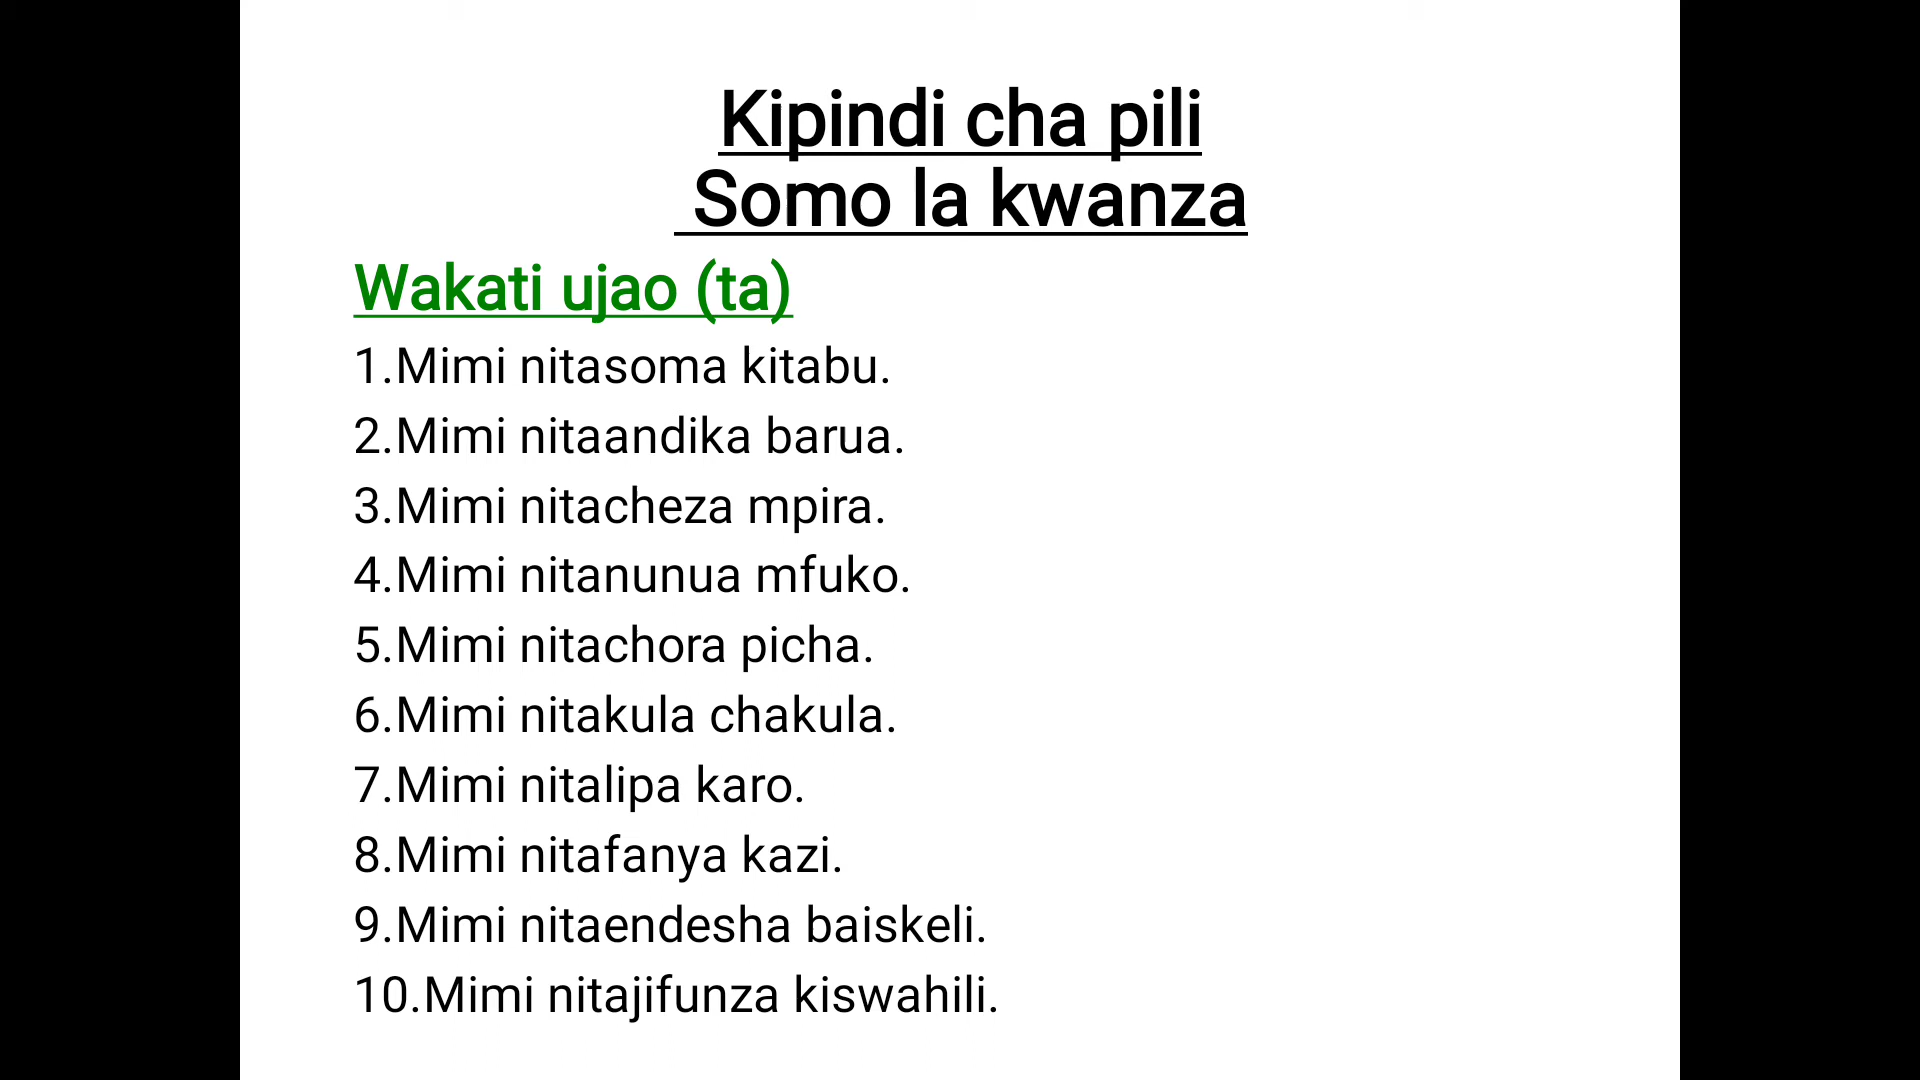 Kipindi cha pili
Somo la kwanza
Wakati ujao (ta)
1.Mimi nitasoma kitabu.
2.Mimi nitaandika barua.
3.Mimi nitacheza mpira.
4.Mimi nitanunua mfuko.
5.Mimi nitachora picha.
6.Mimi nitakula chakula.
7.Mimi nitalipa karo.
8.Mimi nitafanya kazi.
9.Mimi nitaendesha baiskeli.
10.Mimi nitajifunza kiswahili.